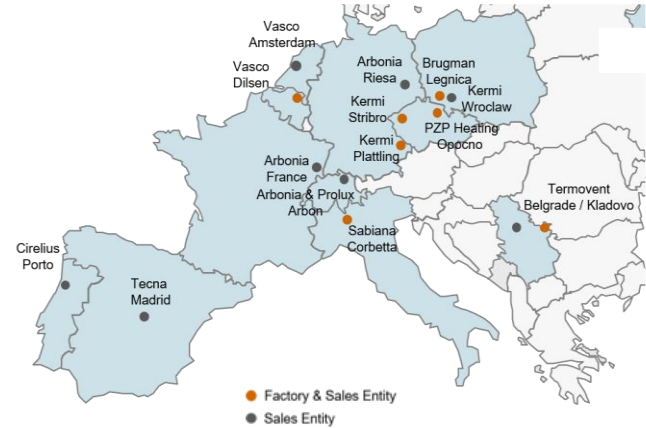 Vasco
Amsterdam
Vasco
Dilsen
Arbonia
Riesa
Brugman
Legnica
Kermi
Wroclaw
Kermi
Stribro
PZP Heating
Opocno
Kermi
Plattling
Arbonia
France
Arbonia & Prolux
Arbon
Sabiana
Corbetta
Termovent
Belgrade / Kladovo
Cirelius
Porto
Tecna
Madrid
Factory & Sales Entity
Sales Entity